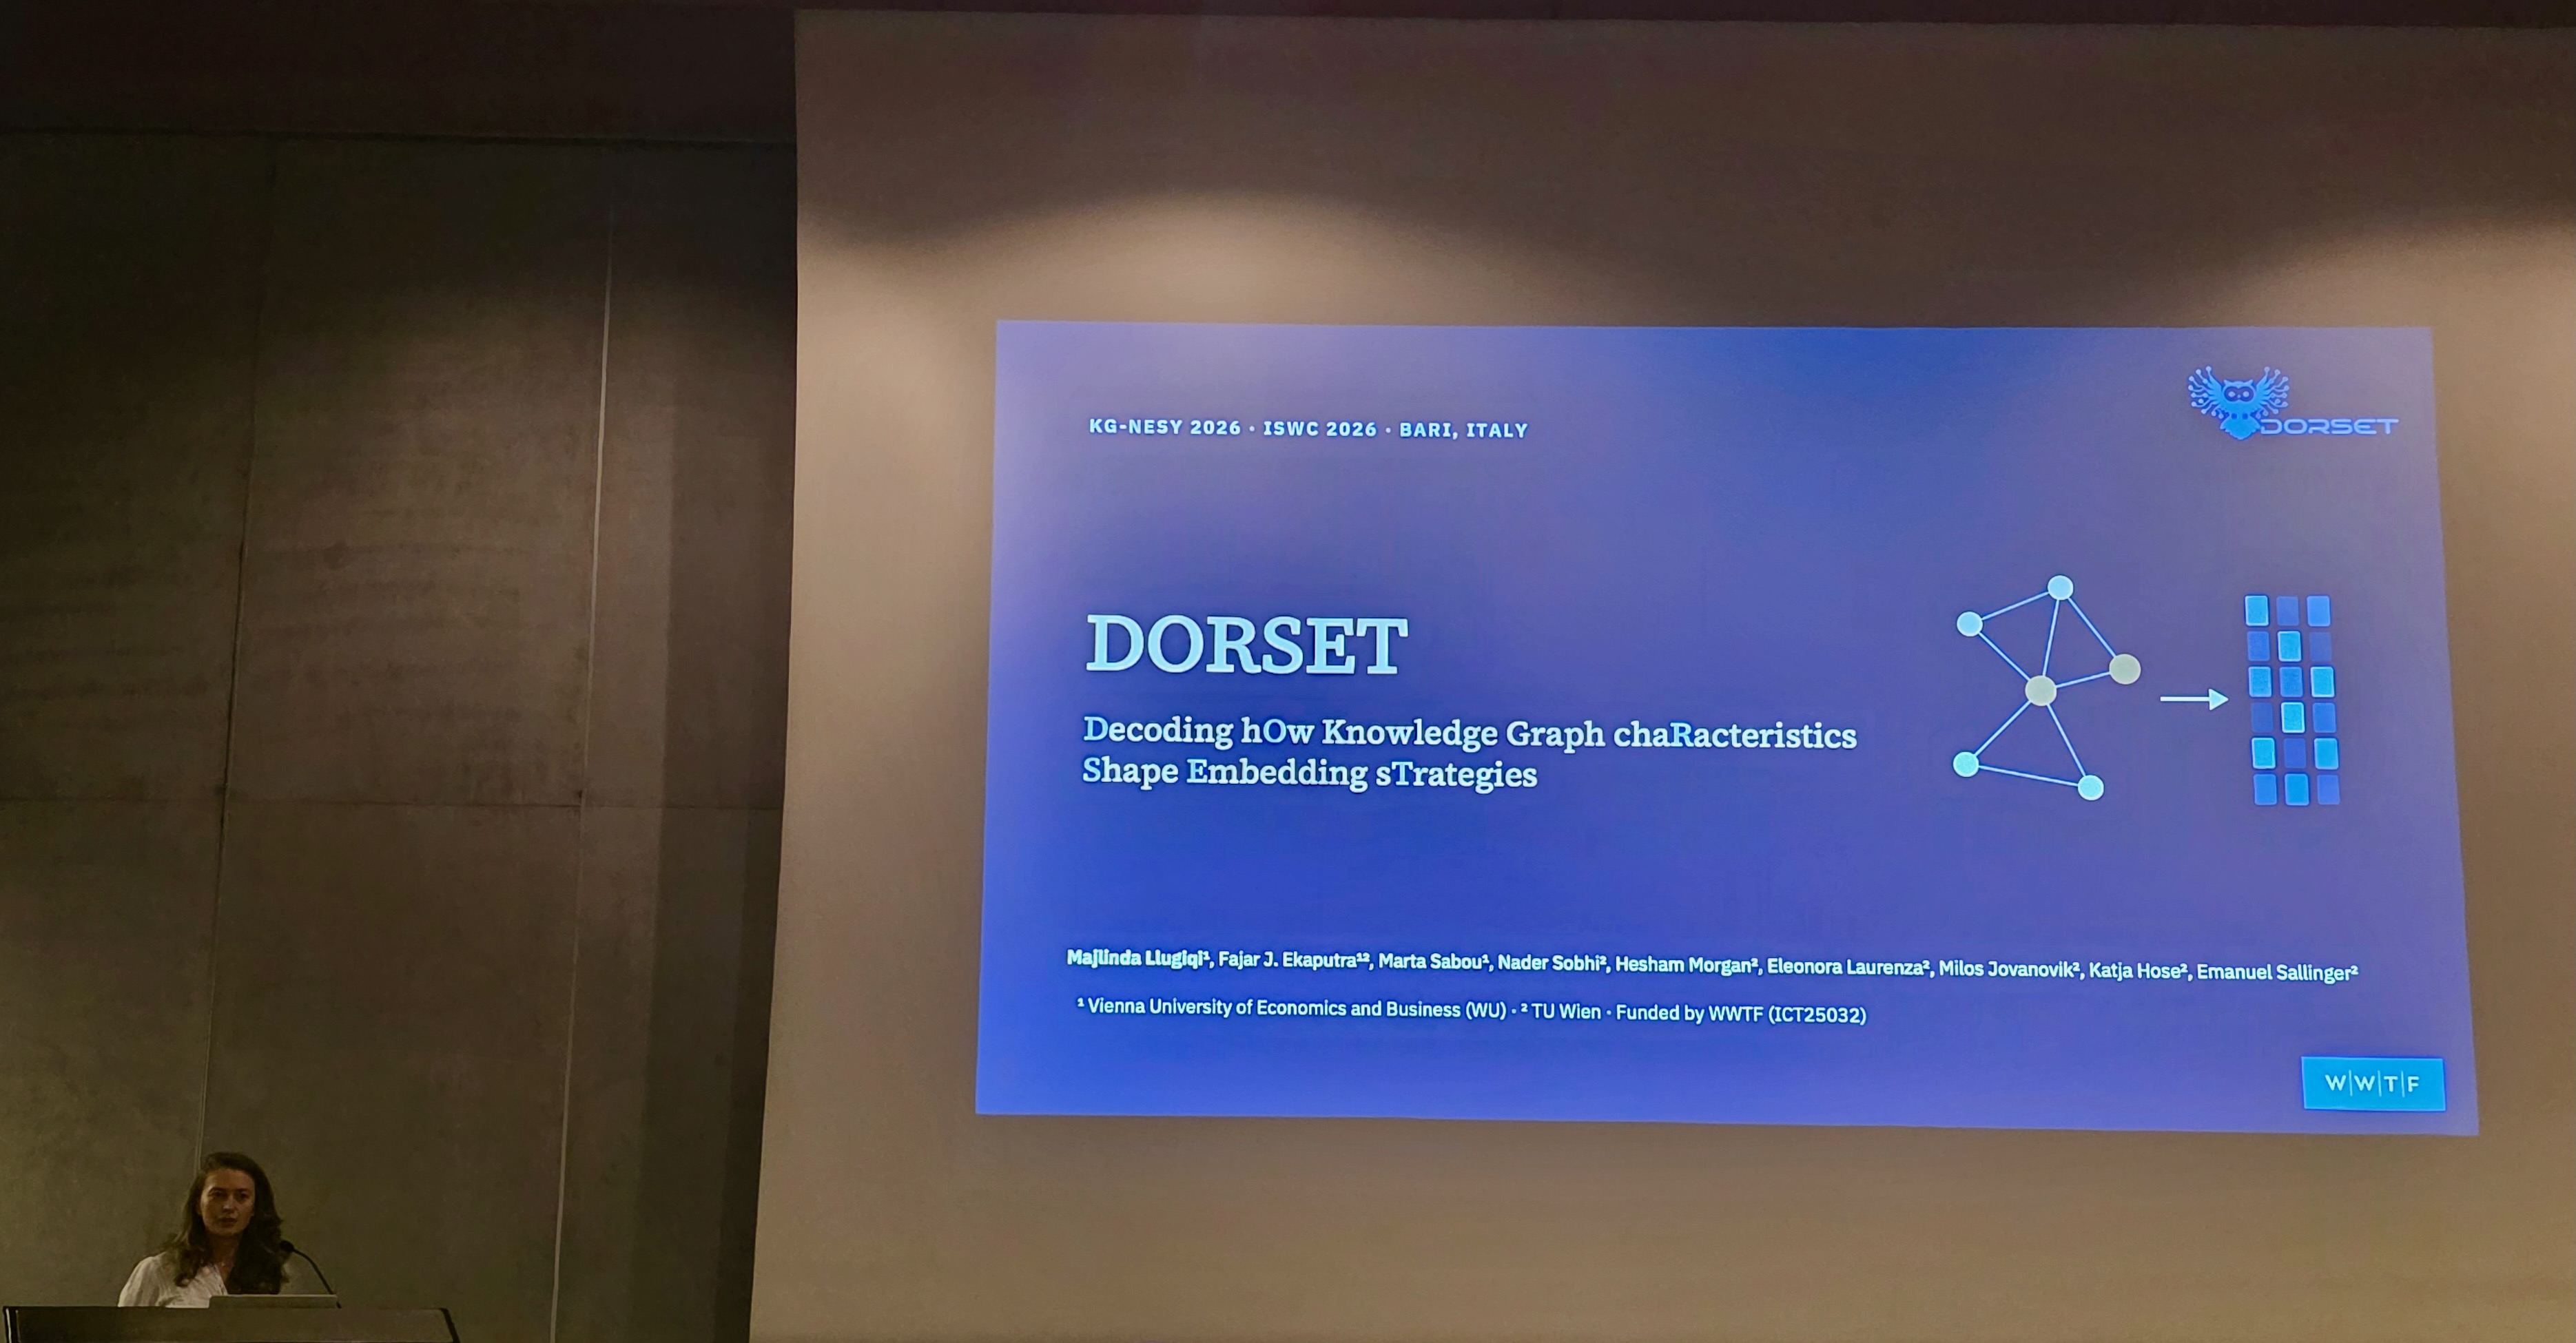 KG-NESY 2026 • ISWC 2026 • BARI, ITALY
DORSET
DORSET
Decoding hOw Knowledge Graph chaRacteristics
Shape Embedding sTrategies
Majlinda Llugiqi¹, Fajar J. Ekaputra¹², Marta Sabou¹, Nader Sobhi², Hesham Morgan², Eleonora Laurenza², Milos Jovanovik², Katja Hose², Emanuel Sallinger²
¹ Vienna University of Economics and Business (WU) · ² TU Wien · Funded by WWTF (ICT25032)
W|W|T|F